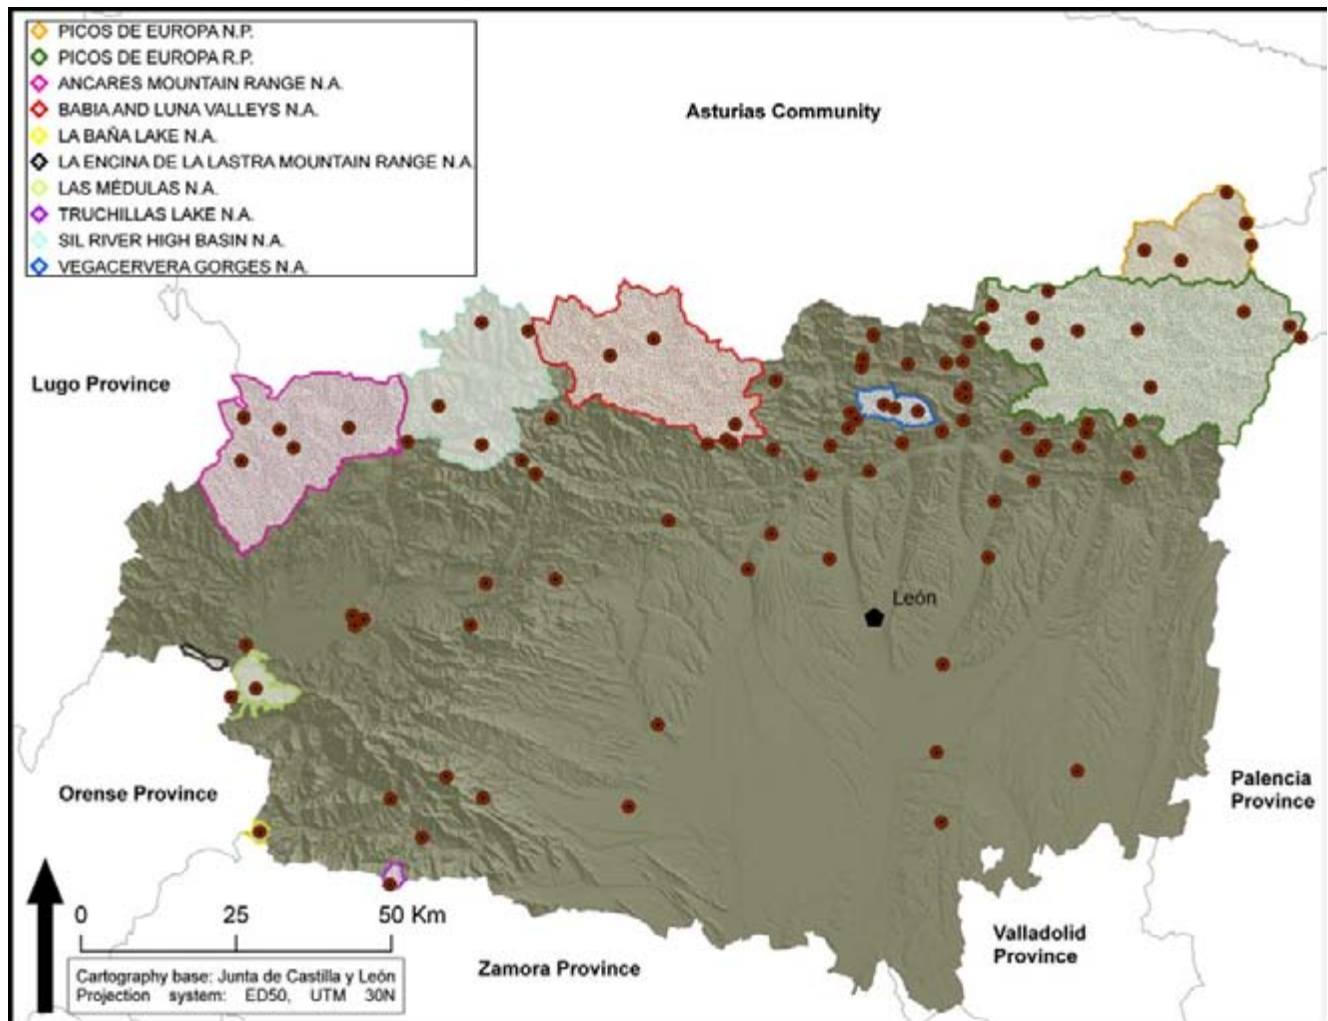 PICOS DE EUROPA N.P.
PICOS DE EUROPA R.P.
ANCARES MOUNTAIN RANGE N.A.
BABIA AND LUNA VALLEYS N.A.
LA BAÑA LAKE N.A.
LA ENCINA DE LA LASTRA MOUNTAIN RANGE N.A.
LAS MÉDULAS N.A.
TRUCHILLAS LAKE N.A.
SIL RIVER HIGH BASIN N.A.
VEGACERVERA GORGES N.A.
Asturias Community
Lugo Province
León
Orense Province
Palencia
Province
Valladolid
Province
Zamora Province
0 25 50 Km
Cartography base: Junta de Castilla y León
Projection system: ED50, UTM 30N